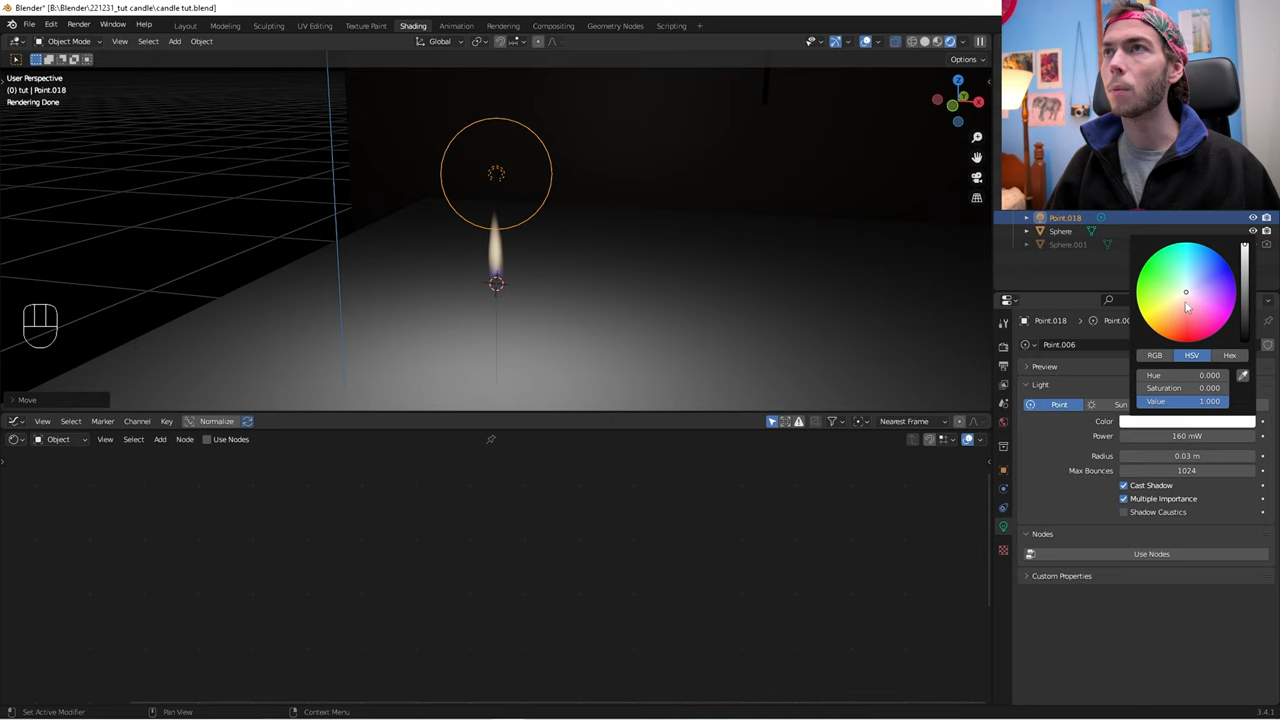 Blender* [B:\Blender\221231_tut candle\candle tut.blend]
File Edit Render Window Help Layout Modeling Sculpting UV Editing Texture Paint Shading Animation Rendering Compositing Geometry Nodes Scripting +
Object Mode View Select Add Object Global
Options
User Perspective
(0) tut | Point.018
Rendering Done
Z
Y
X
Point.018
Sphere
Sphere.001
Point.018 > Point.00
Point.006
RGB HSV Hex
Preview
Hue 0.000
Light
Saturation 0.000
Point Sun
Value 1.000
Color
Power 160 mW
Radius 0.03 m
Max Bounces 1024
Cast Shadow
Multiple Importance
Shadow Caustics
Nodes
Use Nodes
Custom Properties
> Move
View Select Marker Channel Key Normalize Nearest Frame
Object View Select Add Node Use Nodes
Set Active Modifier Pan View Context Menu 3.4.1